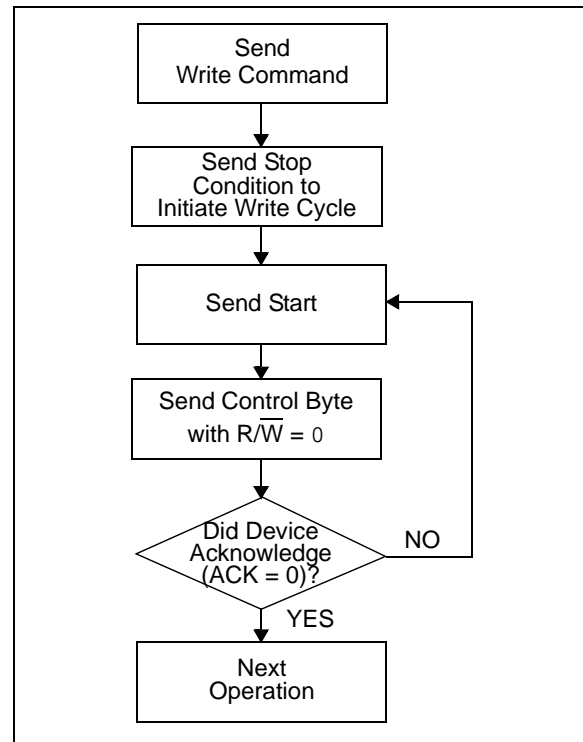 Send
Write Command
Send Stop
Condition to
Initiate Write Cycle
Send Start
Send Control Byte
with R/W̅ = 0
Did Device
Acknowledge
(ACK = 0)?
NO
YES
Next
Operation